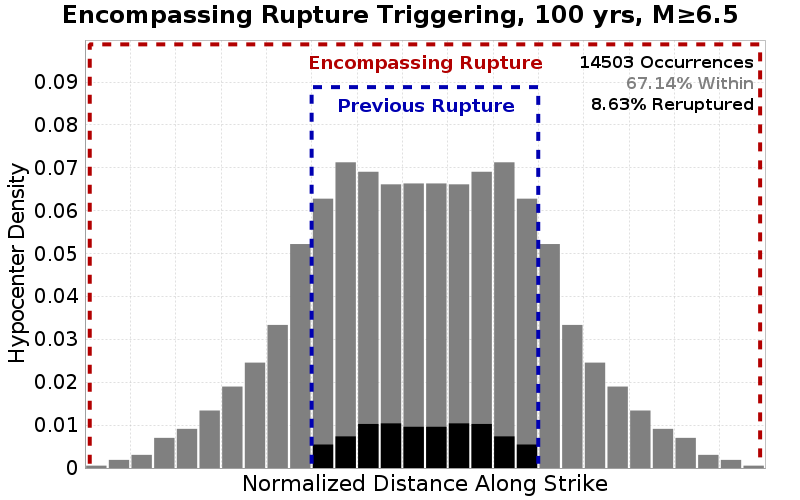 Encompassing Rupture Triggering, 100 yrs, M≥6.5
Encompassing Rupture
14503 Occurrences
67.14% Within
8.63% Reruptured
Previous Rupture
Hypocenter Density
0.09
0.08
0.07
0.06
0.05
0.04
0.03
0.02
0.01
0
Normalized Distance Along Strike